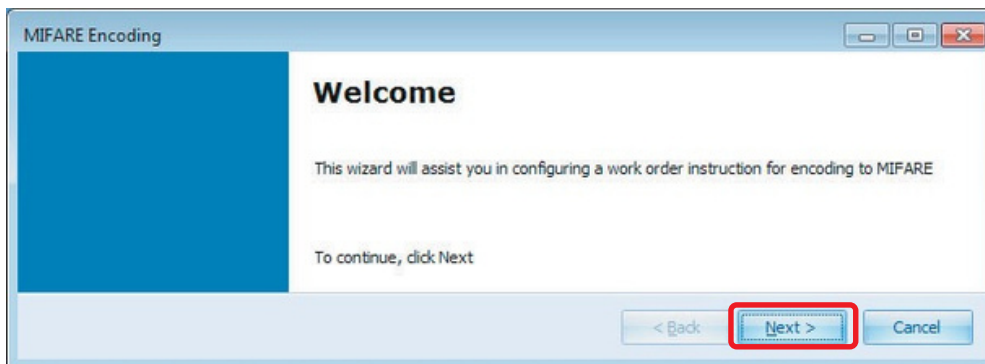 MIFARE Encoding
Welcome
This wizard will assist you in configuring a work order instruction for encoding to MIFARE
To continue, click Next
< Back Next > Cancel